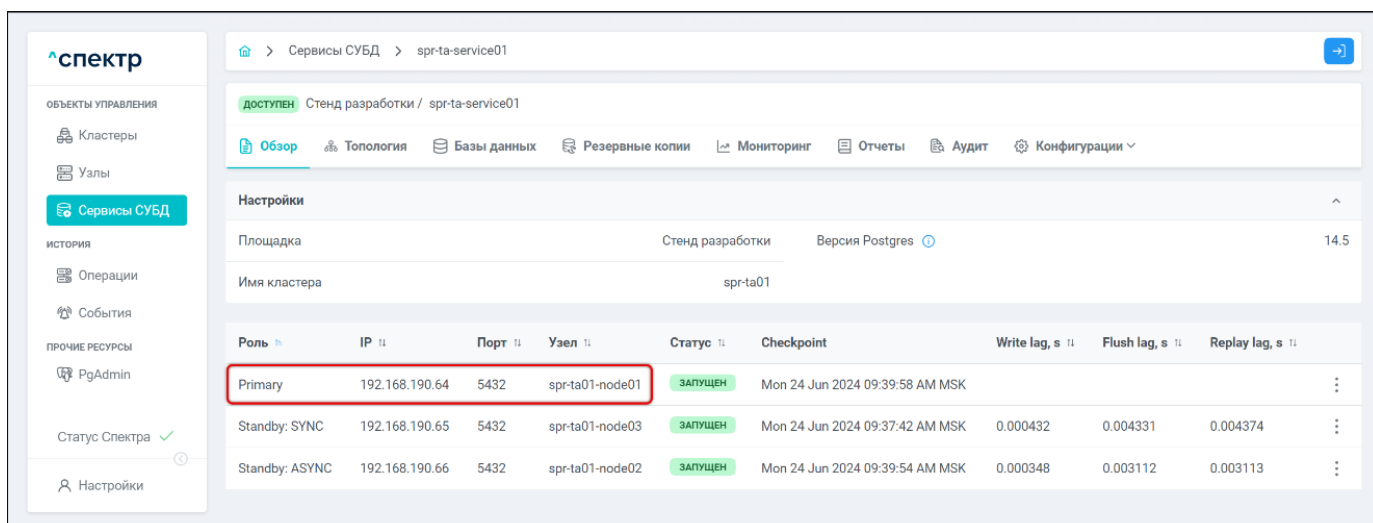 ^спектр
ОБЪЕКТЫ УПРАВЛЕНИЯ
Кластеры
Узлы
Сервисы СУБД
ИСТОРИЯ
Операции
События
ПРОЧИЕ РЕСУРСЫ
PgAdmin
Статус Спектра
Настройки
> Сервисы СУБД > spr-ta-service01
ДОСТУПЕН Стенд разработки / spr-ta-service01
Обзор Топология Базы данных Резервные копии Мониторинг Отчеты Аудит Конфигурации
Настройки
Площадка Стенд разработки Версия Postgres 14.5
Имя кластера spr-ta01
Роль IP Порт Узел Статус Checkpoint Write lag, s Flush lag, s Replay lag, s
Primary 192.168.190.64 5432 spr-ta01-node01 ЗАПУЩЕН Mon 24 Jun 2024 09:39:58 AM MSK
Standby: SYNC 192.168.190.65 5432 spr-ta01-node03 ЗАПУЩЕН Mon 24 Jun 2024 09:37:42 AM MSK 0.000432 0.004331 0.004374
Standby: ASYNC 192.168.190.66 5432 spr-ta01-node02 ЗАПУЩЕН Mon 24 Jun 2024 09:39:54 AM MSK 0.000348 0.003112 0.003113